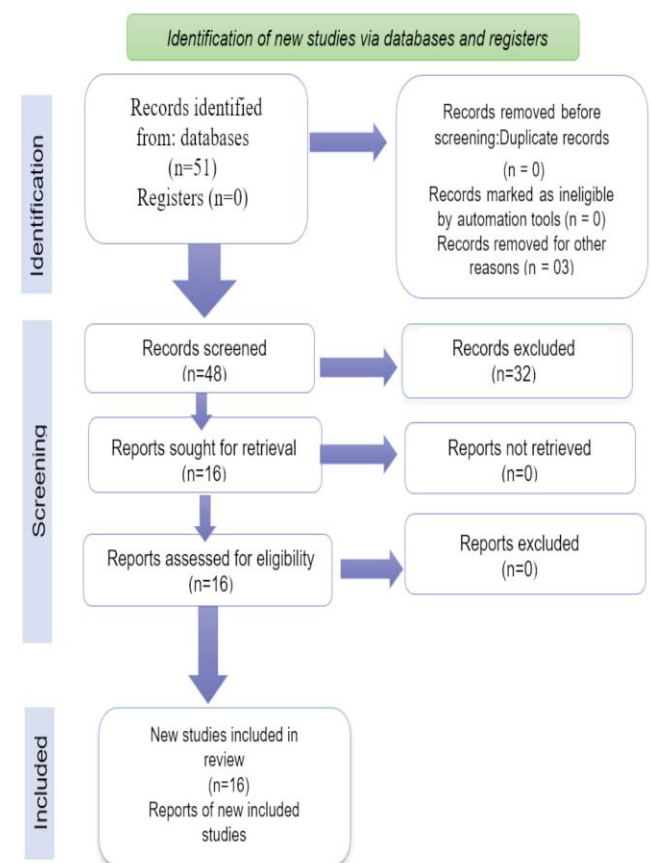 Identification of new studies via databases and registers
Identification
Records identified
from: databases
(n=51)
Registers (n=0)
Records removed before
screening:Duplicate records
(n = 0)
Records marked as ineligible
by automation tools (n = 0)
Records removed for other
reasons (n = 03)
Screening
Records screened
(n=48)
Records excluded
(n=32)
Reports sought for retrieval
(n=16)
Reports not retrieved
(n=0)
Reports assessed for eligibility
(n=16)
Reports excluded
(n=0)
Included
New studies included in
review
(n=16)
Reports of new included
studies